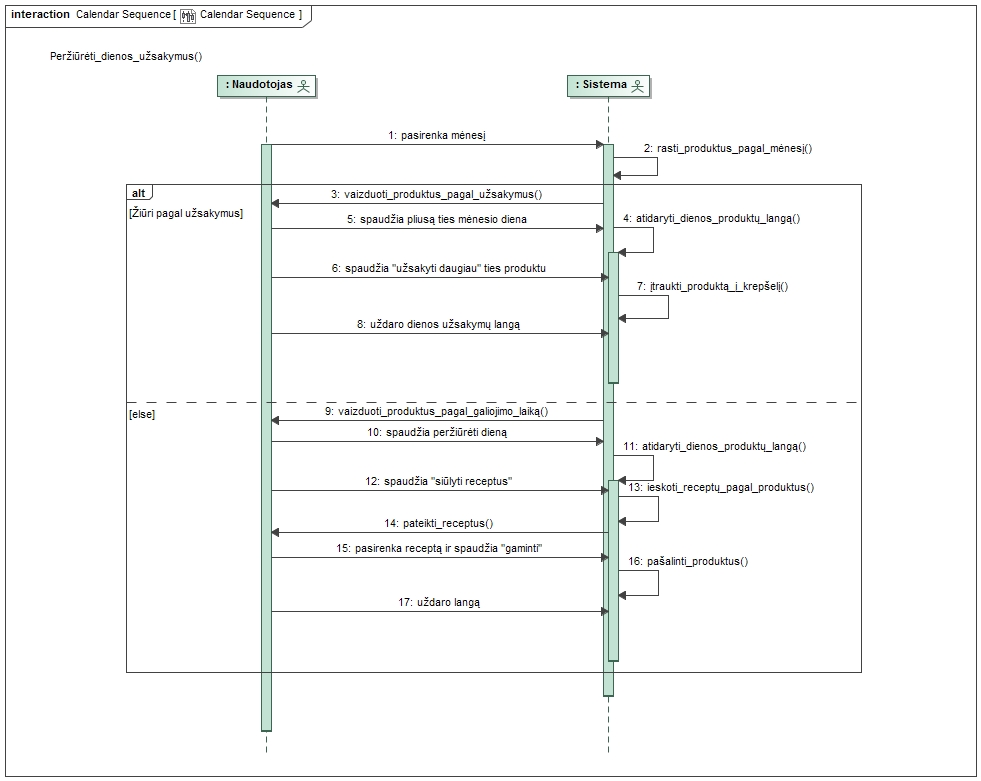 interaction Calendar Sequence [ Calendar Sequence ]
Peržiūrėti_dienos_užsakymus()
: Naudotojas
: Sistema
1: pasirenka mėnesį
2: rasti_produktus_pagal_mėnesį()
alt
3: vaizduoti_produktus_pagal_užsakymus()
[Žiūri pagal užsakymus]
5: spaudžia pliusą ties mėnesio diena
4: atidaryti_dienos_produktų_langą()
6: spaudžia "užsakyti daugiau" ties produktu
7: įtraukti_produktą_į_krepšelį()
8: uždaro dienos užsakymų langą
[else]
9: vaizduoti_produktus_pagal_galiojimo_laiką()
10: spaudžia peržiūrėti dieną
11: atidaryti_dienos_produktų_langą()
12: spaudžia "siūlyti receptus"
13: ieskoti_receptų_pagal_produktus()
14: pateikti_receptus()
15: pasirenka receptą ir spaudžia "gaminti"
16: pašalinti_produktus()
17: uždaro langą